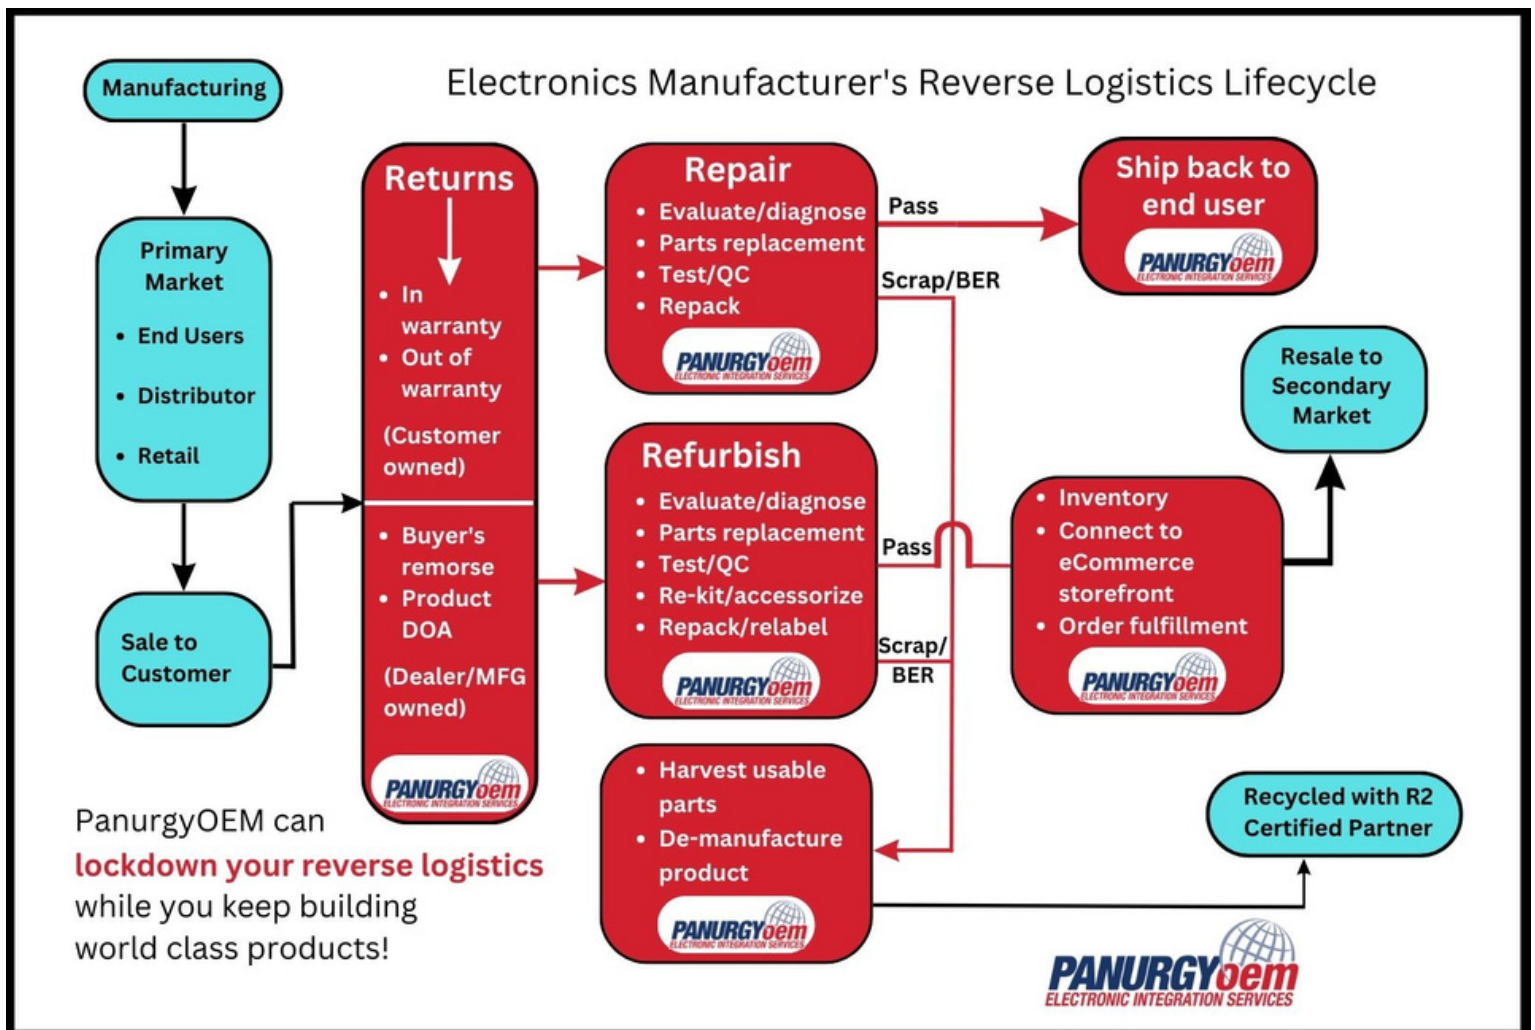 Electronics Manufacturer's Reverse Logistics Lifecycle
Manufacturing
Primary
Market
• End Users
• Distributor
• Retail
Sale to
Customer
Returns
• In
warranty
• Out of
warranty
(Customer
owned)
• Buyer's
remorse
• Product
DOA
(Dealer/MFG
owned)
PANURGYoem
ELECTRONIC INTEGRATION SERVICES
Repair
• Evaluate/diagnose
• Parts replacement
• Test/QC
• Repack
PANURGYoem
ELECTRONIC INTEGRATION SERVICES
Pass
Scrap/BER
Ship back to
end user
PANURGYoem
ELECTRONIC INTEGRATION SERVICES
Refurbish
• Evaluate/diagnose
• Parts replacement
• Test/QC
• Re-kit/accessorize
• Repack/relabel
PANURGYoem
ELECTRONIC INTEGRATION SERVICES
Pass
Scrap/
BER
• Inventory
• Connect to
eCommerce
storefront
• Order fulfillment
PANURGYoem
ELECTRONIC INTEGRATION SERVICES
Resale to
Secondary
Market
• Harvest usable
parts
• De-manufacture
product
PANURGYoem
ELECTRONIC INTEGRATION SERVICES
Recycled with R2
Certified Partner
PanurgyOEM can
lockdown your reverse logistics
while you keep building
world class products!
PANURGYoem
ELECTRONIC INTEGRATION SERVICES